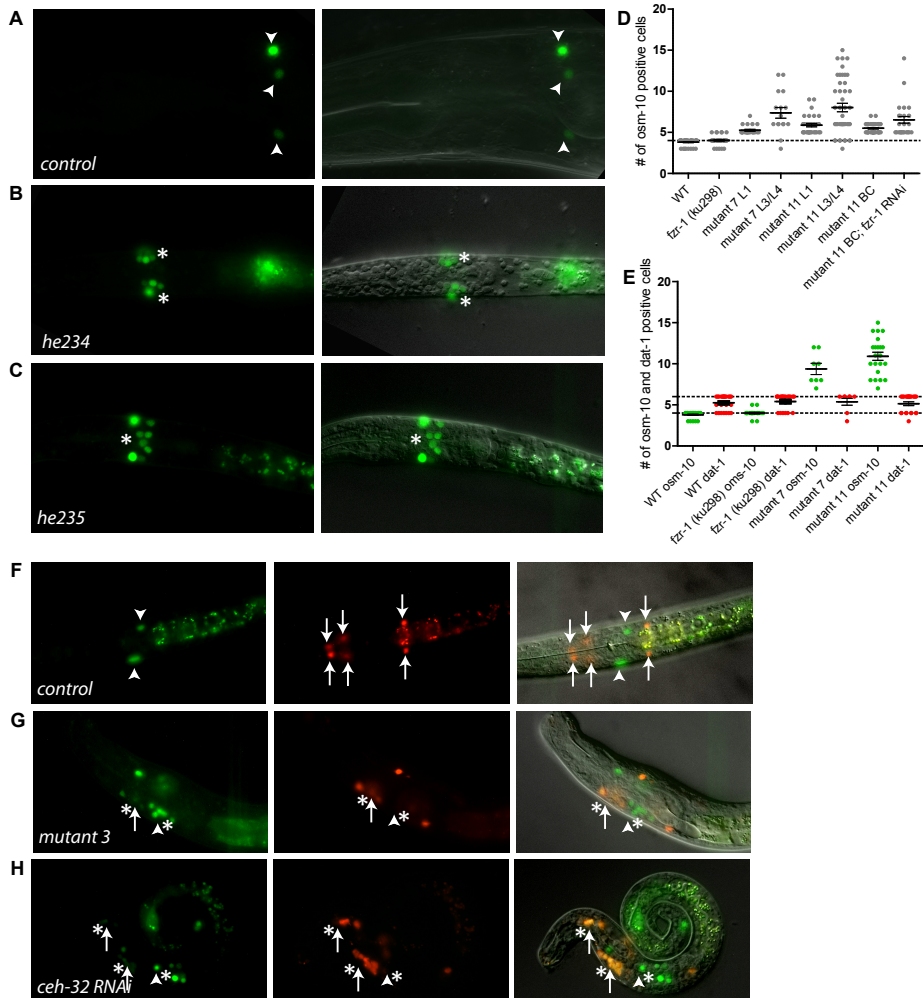 A
control
B
he234
C
he235
D
# of osm-10 positive cells
20
15
10
5
0
WT
fzr-1 (ku298)
mutant 7 L1
mutant 7 L3/L4
mutant 11 L1
mutant 11 L3/L4
mutant 11 BC
mutant 11 BC; fzr-1 RNAi
E
# of osm-10 and dat-1 positive cells
20
15
10
5
0
WT osm-10
WT dat-1
fzr-1 (ku298) oms-10
fzr-1 (ku298) dat-1
mutant 7 osm-10
mutant 7 dat-1
mutant 11 osm-10
mutant 11 dat-1
F
control
G
mutant 3
H
ceh-32 RNAi